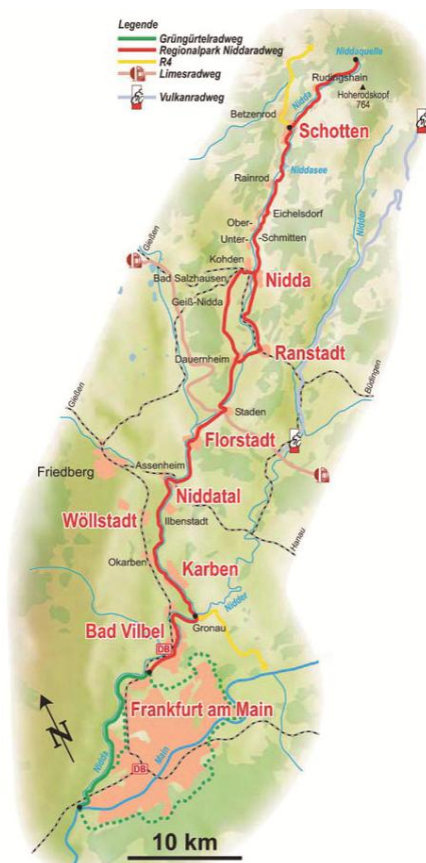 Legende
Grüngürtelradweg
Regionalpark Niddaradweg
R4
Limesradweg
Vulkanradweg
Niddaquelle
Rudingshain
Hoherodskopf
764
Nidda
Betzenrod
Schotten
Niddasee
Rainrod
Nidder
Eichelsdorf
Ober-
Unter-
-Schmitten
Gießen
Kohden
Bad Salzhausen
Nidda
Geiß-Nidda
Dauernheim
Ranstadt
Büdingen
Gießen
Staden
Florstadt
Assenheim
Friedberg
Niddatal
Wöllstadt
Ilbenstadt
Hanau
Okarben
Karben
Nidder
Gronau
Bad Vilbel
DB
Frankfurt am Main
N
Nidda
Main
DB
10 km